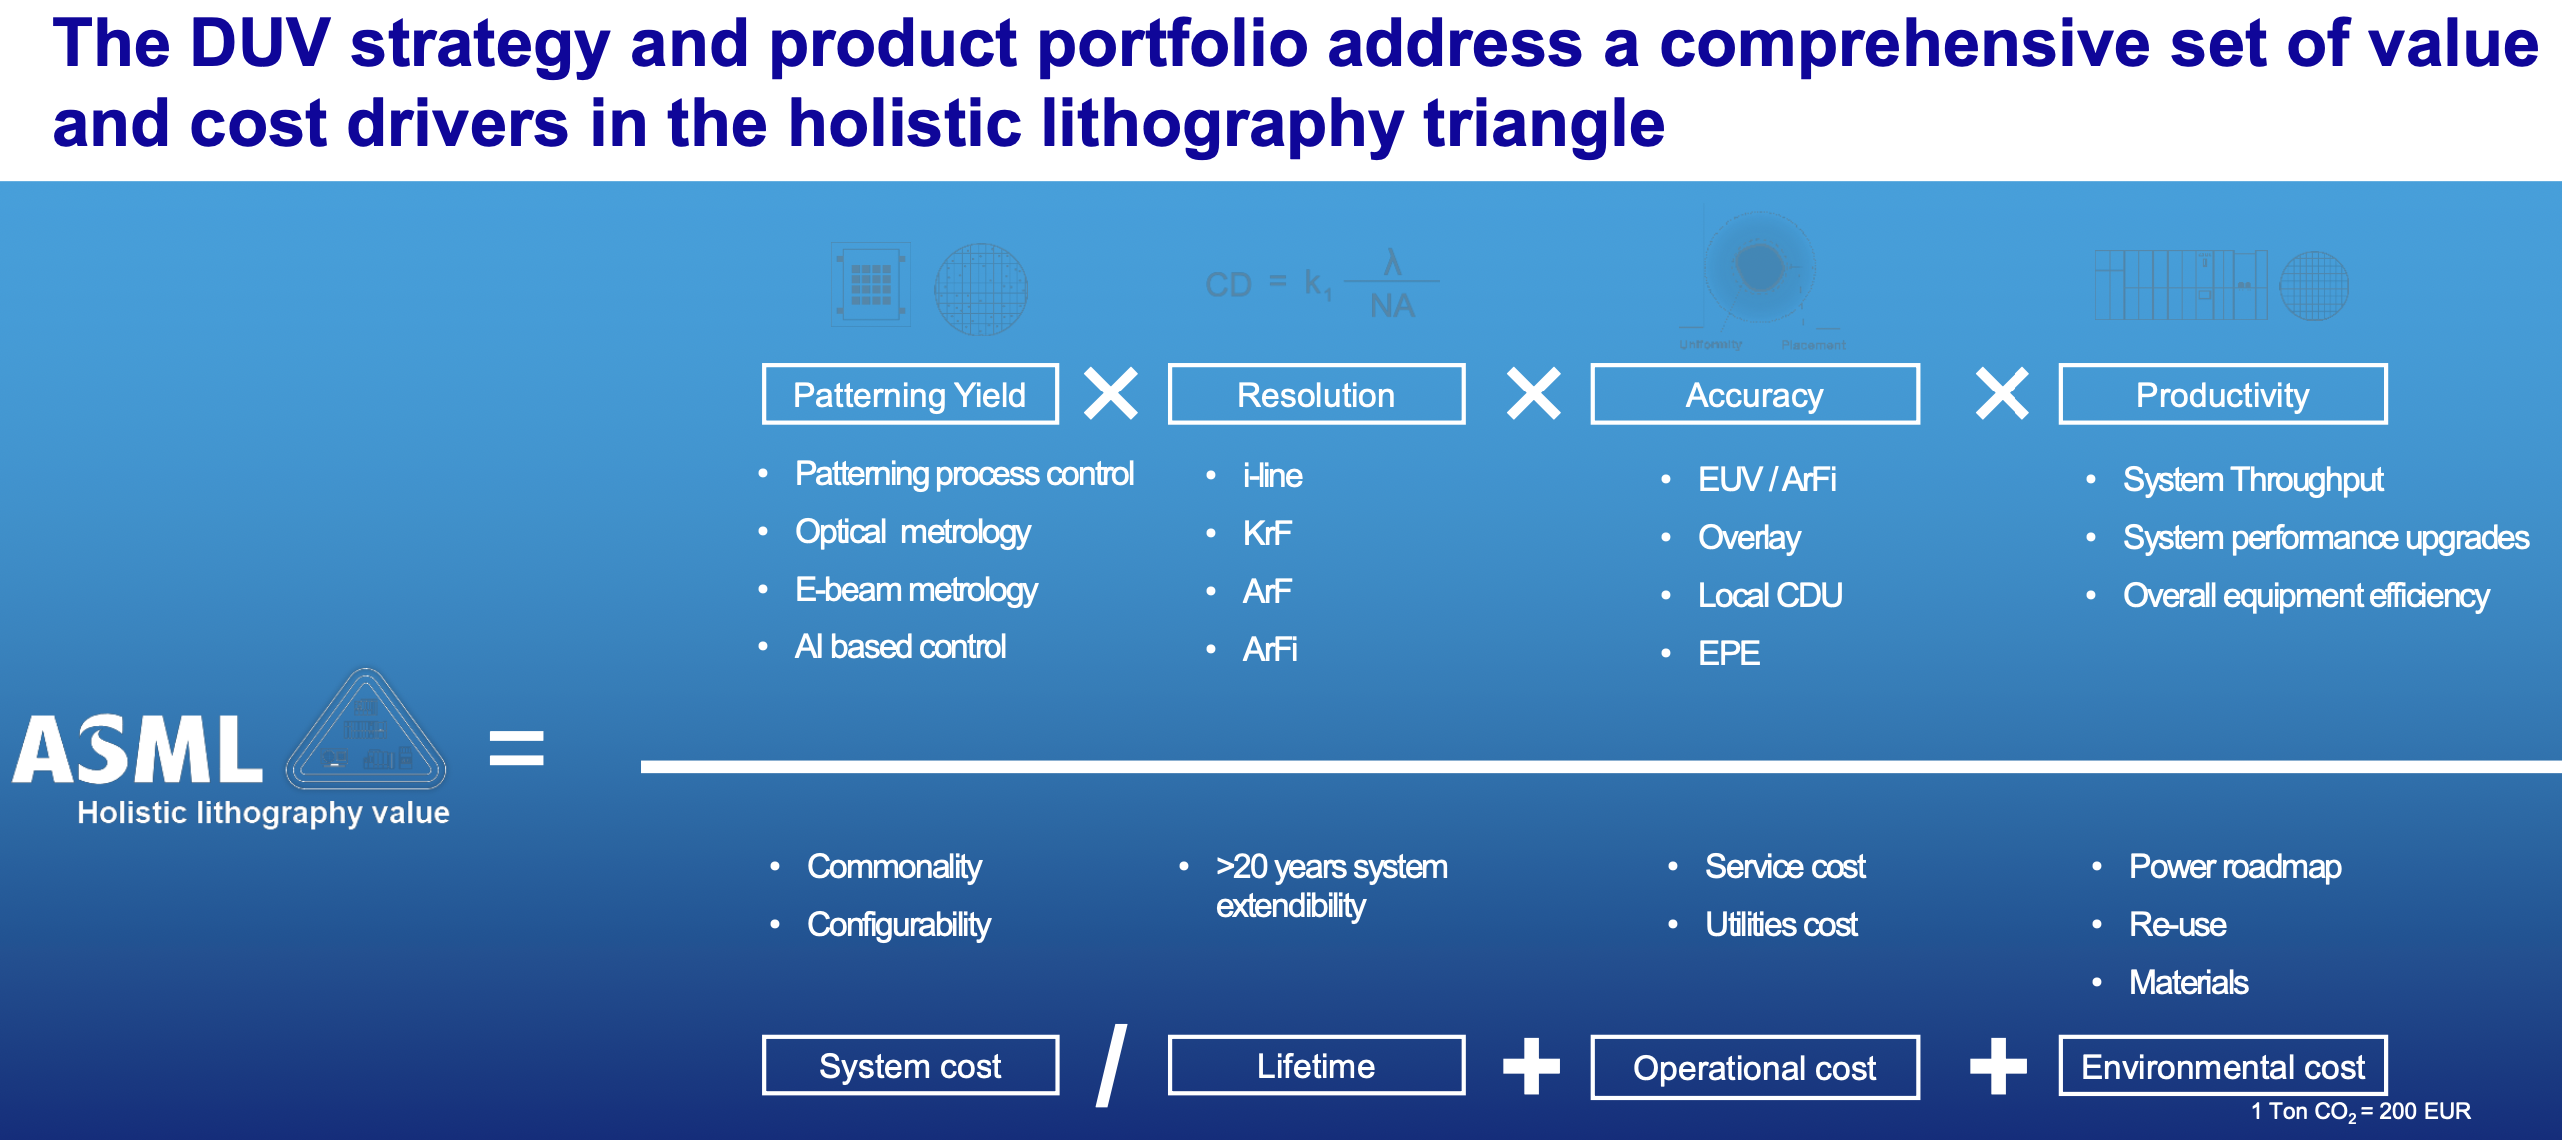 The DUV strategy and product portfolio address a comprehensive set of value
and cost drivers in the holistic lithography triangle
CD = k₁ λ / NA
Uniformity Placement
Patterning Yield × Resolution × Accuracy × Productivity
• Patterning process control
• Optical metrology
• E-beam metrology
• AI based control
• i-line
• KrF
• ArF
• ArFi
• EUV / ArFi
• Overlay
• Local CDU
• EPE
• System Throughput
• System performance upgrades
• Overall equipment efficiency
ASML =
Holistic lithography value
• Commonality
• Configurability
• >20 years system
extendibility
• Service cost
• Utilities cost
• Power roadmap
• Re-use
• Materials
System cost / Lifetime + Operational cost + Environmental cost
1 Ton CO₂ = 200 EUR